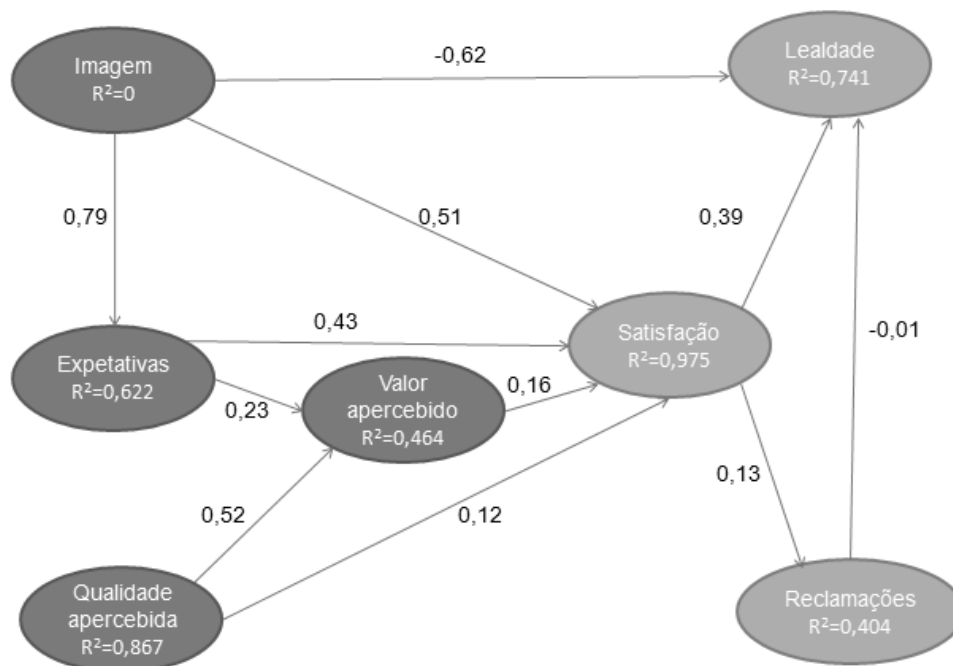 Imagem
R²=0
-0,62
Lealdade
R²=0,741
0,79
0,51
0,39
Expetativas
R²=0,622
0,43
Satisfação
R²=0,975
-0,01
0,23
Valor
apercebido
R²=0,464
0,16
0,13
0,52
0,12
Qualidade
apercebida
R²=0,867
Reclamações
R²=0,404